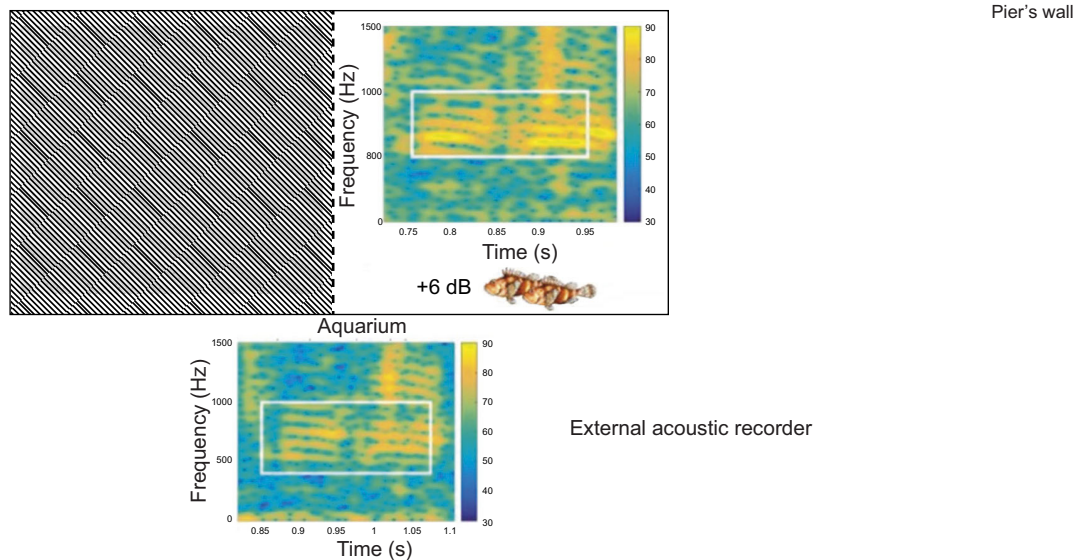 Pier's wall
1500
1000
800
0
Frequency (Hz)
0.75 0.8 0.85 0.9 0.95
Time (s)
90
80
70
60
50
40
30
+6 dB
Aquarium
1500
1000
500
0
Frequency (Hz)
0.85 0.9 0.95 1 1.05 1.1
Time (s)
90
80
70
60
50
40
30
External acoustic recorder